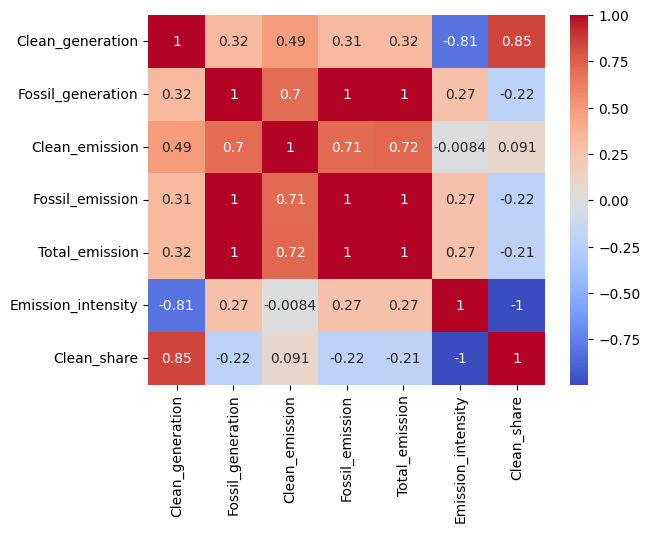 Clean_generation 1 0.32 0.49 0.31 0.32 -0.81 0.85
Fossil_generation 0.32 1 0.7 1 1 0.27 -0.22
Clean_emission 0.49 0.7 1 0.71 0.72 -0.0084 0.091
Fossil_emission 0.31 1 0.71 1 1 0.27 -0.22
Total_emission 0.32 1 0.72 1 1 0.27 -0.21
Emission_intensity -0.81 0.27 -0.0084 0.27 0.27 1 -1
Clean_share 0.85 -0.22 0.091 -0.22 -0.21 -1 1
Clean_generation
Fossil_generation
Clean_emission
Fossil_emission
Total_emission
Emission_intensity
Clean_share
1.00
0.75
0.50
0.25
0.00
−0.25
−0.50
−0.75